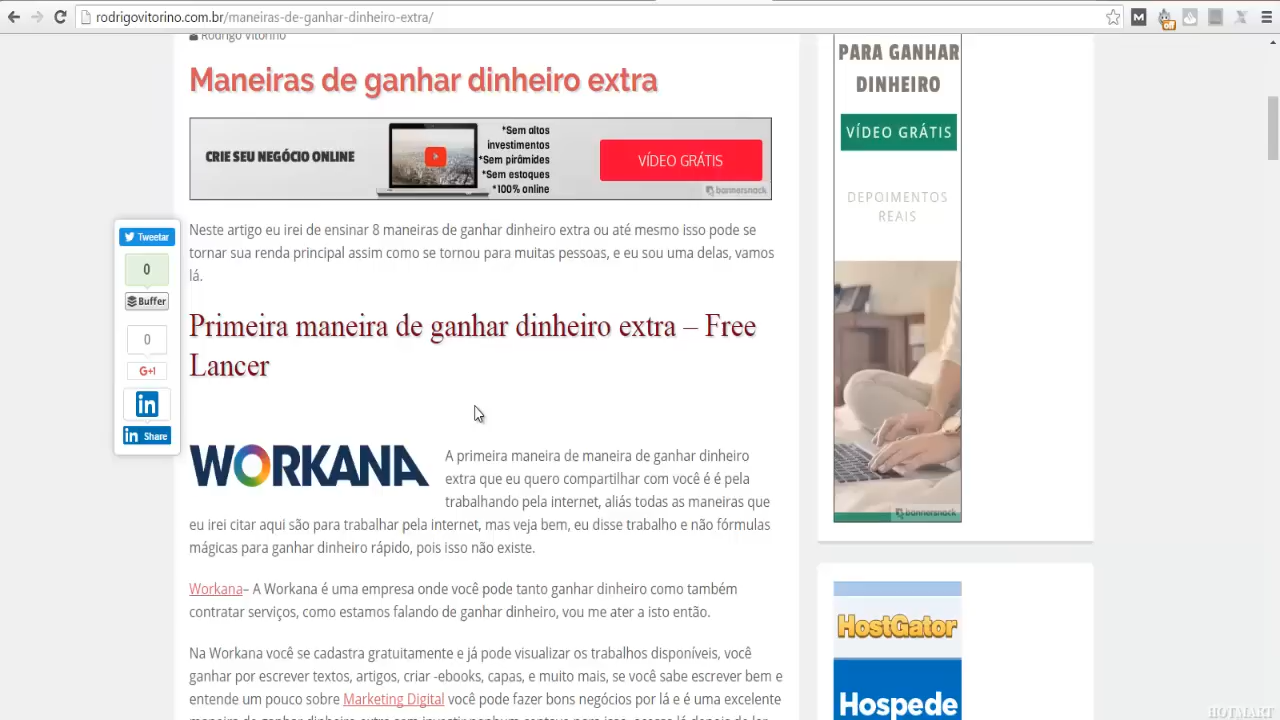 rodrigovitorino.com.br/maneiras-de-ganhar-dinheiro-extra/
M
off
Rodrigo Vitorino
Maneiras de ganhar dinheiro extra
CRIE SEU NEGÓCIO ONLINE
*Sem altos
investimentos
*Sem pirâmides
*Sem estoques
*100% online
VÍDEO GRÁTIS
bannersnack
Tweetar
0
Buffer
0
G+1
in
in Share
Neste artigo eu irei de ensinar 8 maneiras de ganhar dinheiro extra ou até mesmo isso pode se
tornar sua renda principal assim como se tornou para muitas pessoas, e eu sou uma delas, vamos
lá.
Primeira maneira de ganhar dinheiro extra – Free
Lancer
WORKANA
A primeira maneira de maneira de ganhar dinheiro
extra que eu quero compartilhar com você é é pela
trabalhando pela internet, aliás todas as maneiras que
eu irei citar aqui são para trabalhar pela internet, mas veja bem, eu disse trabalho e não fórmulas
mágicas para ganhar dinheiro rápido, pois isso não existe.
Workana– A Workana é uma empresa onde você pode tanto ganhar dinheiro como também
contratar serviços, como estamos falando de ganhar dinheiro, vou me ater a isto então.
Na Workana você se cadastra gratuitamente e já pode visualizar os trabalhos disponíveis, você
ganhar por escrever textos, artigos, criar -ebooks, capas, e muito mais, se você sabe escrever bem e
entende um pouco sobre Marketing Digital você pode fazer bons negócios por lá e é uma excelente
PARA GANHAR
DINHEIRO
VÍDEO GRÁTIS
DEPOIMENTOS
REAIS
bannersnack
HostGator
Hospede
HOTMART